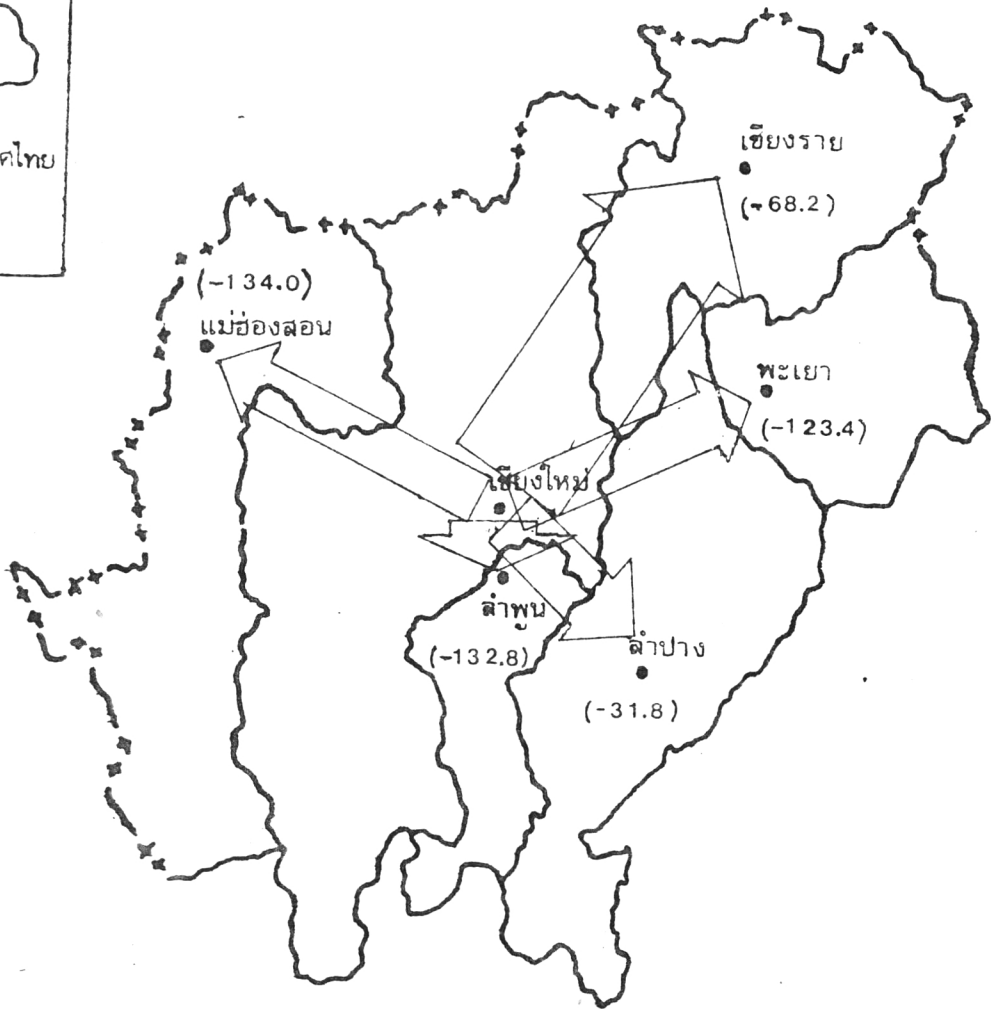 ศไทย
เชียงราย
(-68.2)
(-134.0)
แม่ฮ่องสอน
พะเยา
(-123.4)
เชียงใหม่
ลำพูน
(-132.8)
ลำปาง
(-31.8)